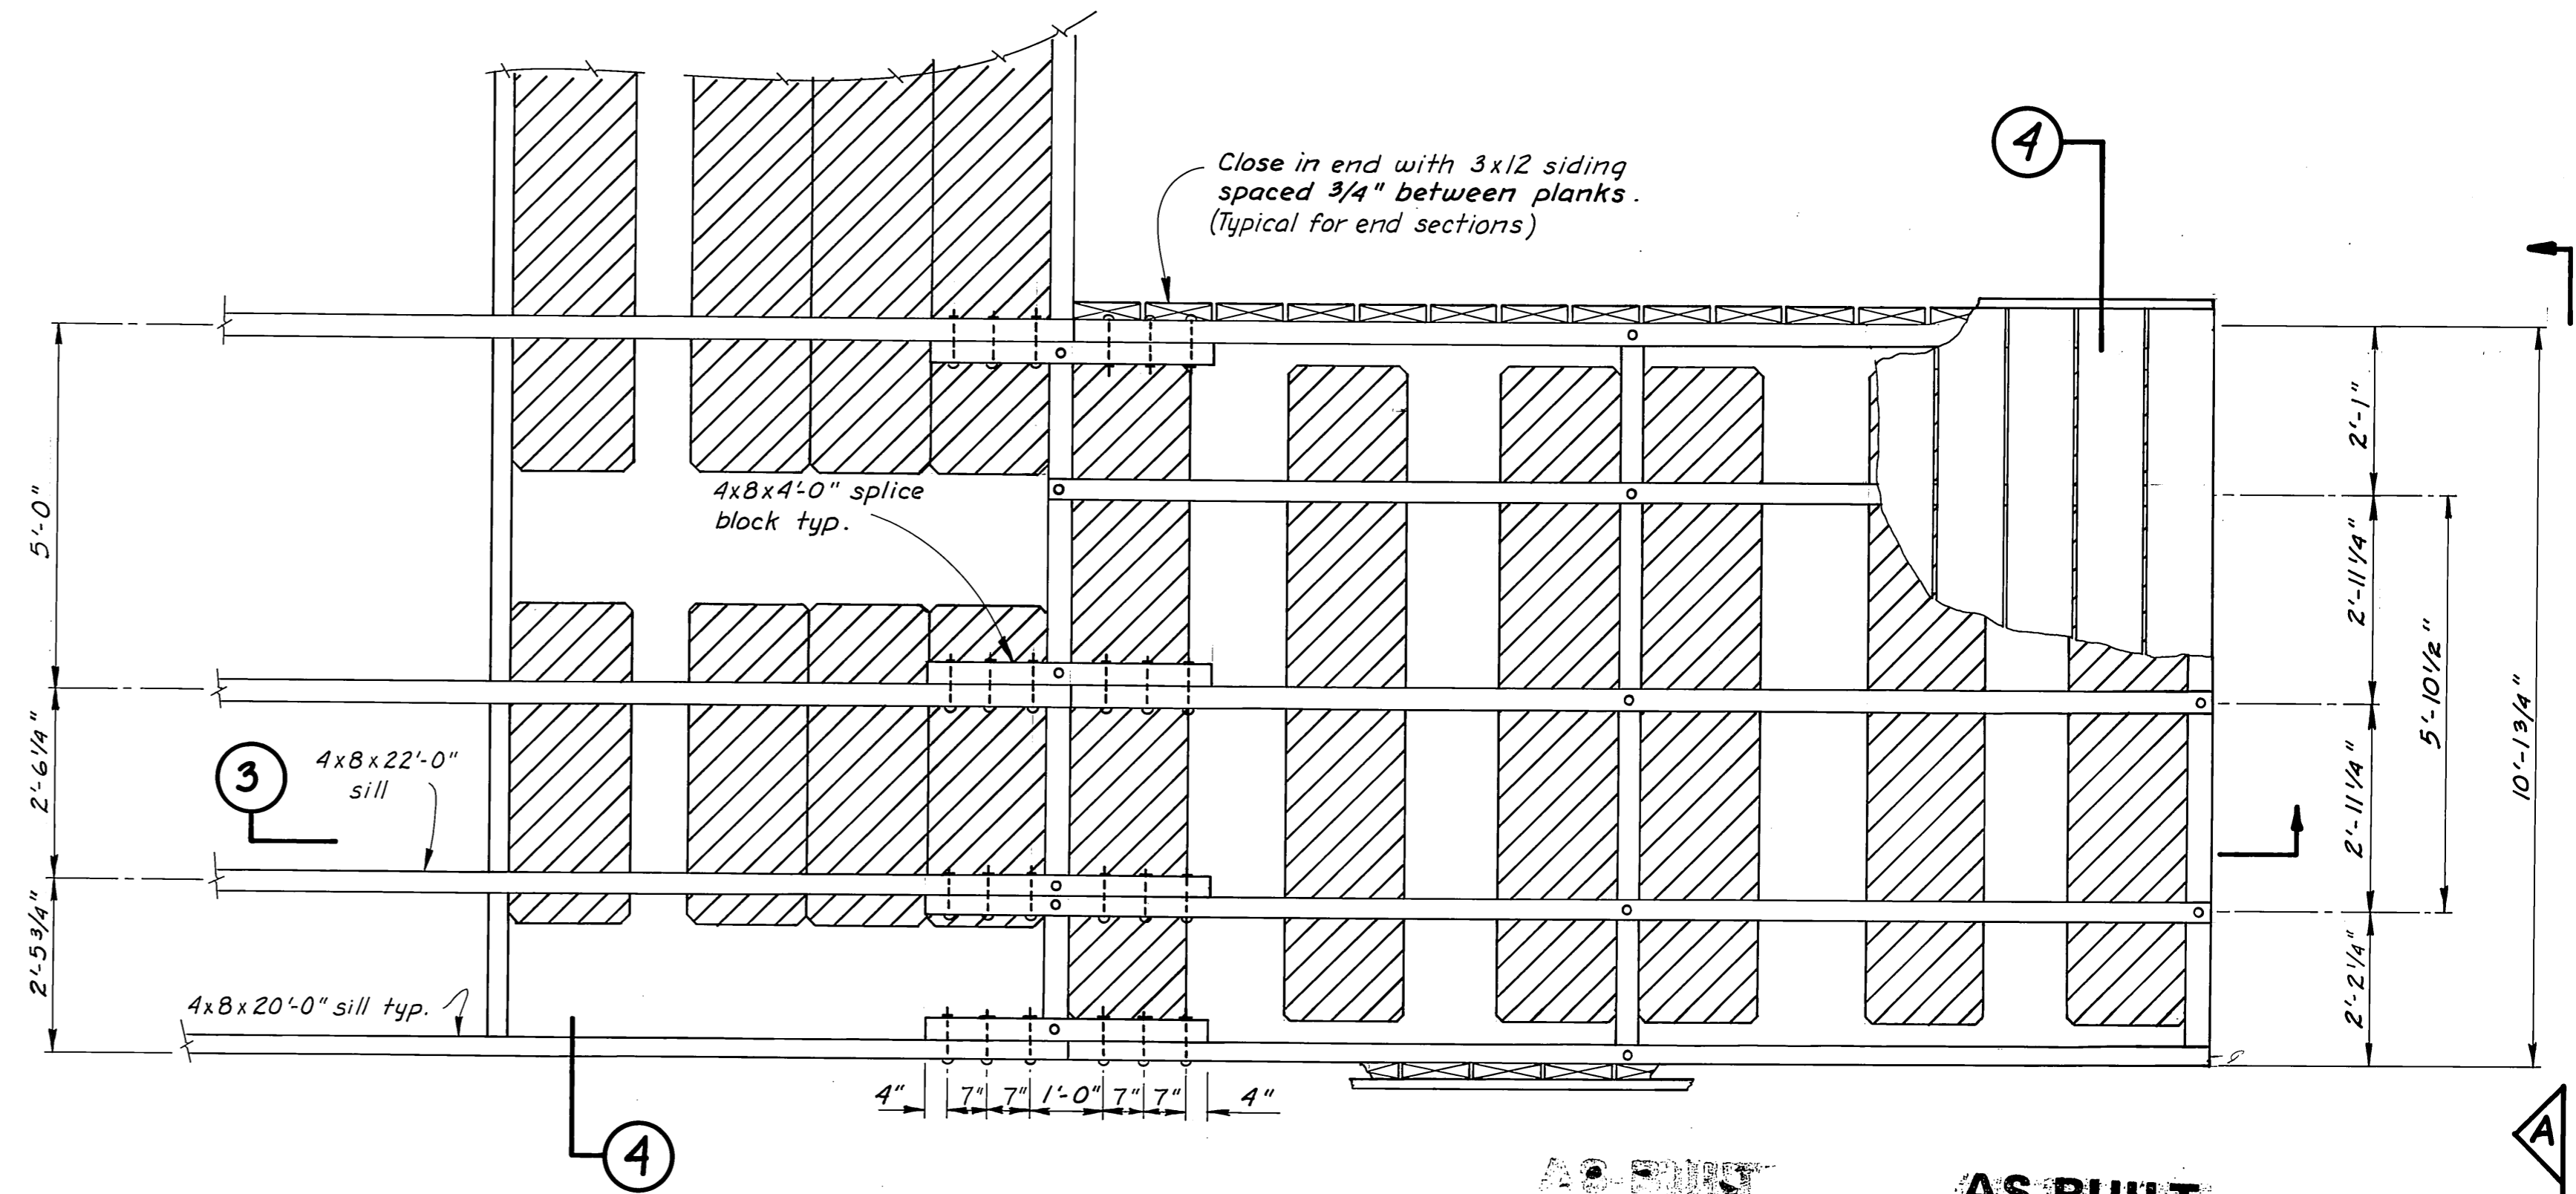 4
Close in end with 3x12 siding
spaced 3/4" between planks.
(Typical for end sections)
5'-0"
2'-6 1/4"
2'-5 3/4"
4x8x4'-0" splice
block typ.
3
4x8x22'-0"
sill
4x8x20'-0" sill typ.
2'-1"
2'-11 1/4"
2'-11 1/4"
2'-2 1/4"
5'-10 1/2"
10'-1 3/4"
4" 7" 7" 1'-0" 7" 7" 4"
4
A
AS-BUILT
AS BUILT